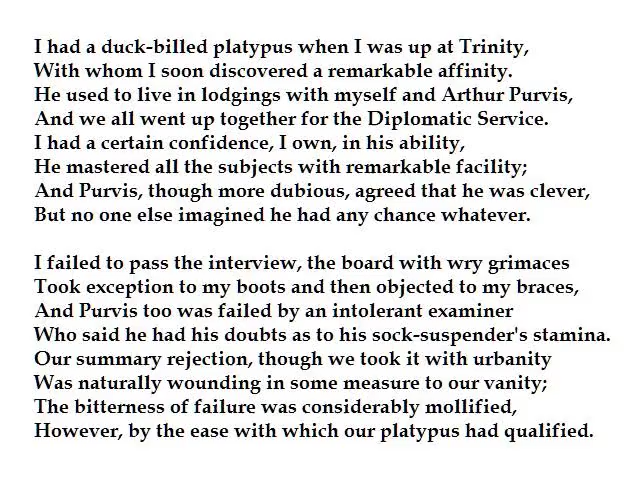 I had a duck-billed platypus when I was up at Trinity,
With whom I soon discovered a remarkable affinity.
He used to live in lodgings with myself and Arthur Purvis,
And we all went up together for the Diplomatic Service.
I had a certain confidence, I own, in his ability,
He mastered all the subjects with remarkable facility;
And Purvis, though more dubious, agreed that he was clever,
But no one else imagined he had any chance whatever.

I failed to pass the interview, the board with wry grimaces
Took exception to my boots and then objected to my braces,
And Purvis too was failed by an intolerant examiner
Who said he had his doubts as to his sock-suspender's stamina.
Our summary rejection, though we took it with urbanity
Was naturally wounding in some measure to our vanity;
The bitterness of failure was considerably mollified,
However, by the ease with which our platypus had qualified.